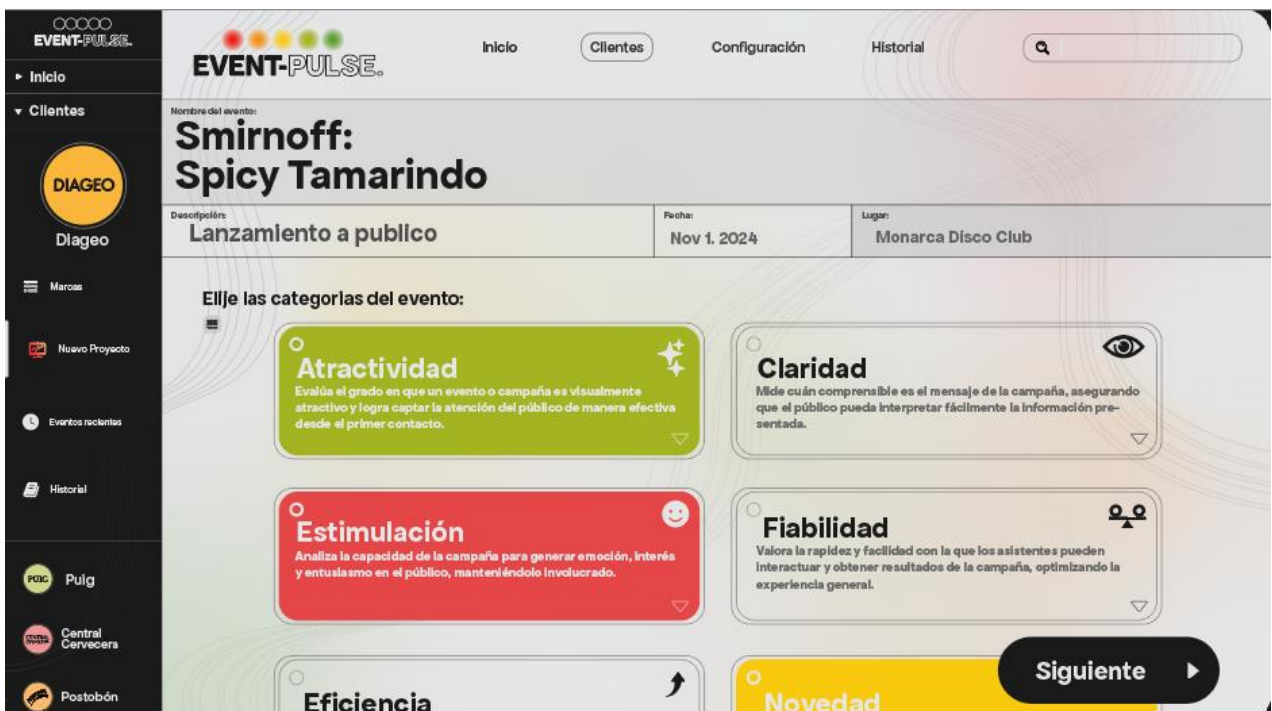 EVENT-PULSE.
Inicio
Clientes
DIAGEO
Diageo
Marcas
Nuevo Proyecto
Eventos recientes
Historial
PUIG
Puig
Central
Cervecera
Postobón
EVENT-PULSE.
Inicio
Clientes
Configuración
Historial
Nombre del evento:
Smirnoff:
Spicy Tamarindo
Descripción:
Lanzamiento a publico
Fecha:
Nov 1. 2024
Lugar:
Monarca Disco Club
Elije las categorias del evento:
Atractividad
Evalúa el grado en que un evento o campaña es visualmente
atractivo y logra captar la atención del público de manera efectiva
desde el primer contacto.
Claridad
Mide cuán comprensible es el mensaje de la campaña, asegurando
que el público pueda interpretar fácilmente la información pre-
sentada.
Estimulación
Analiza la capacidad de la campaña para generar emoción, interés
y entusiasmo en el público, manteniéndolo involucrado.
Fiabilidad
Valora la rapidez y facilidad con la que los asistentes pueden
interactuar y obtener resultados de la campaña, optimizando la
experiencia general.
Eficiencia
Novedad
Siguiente